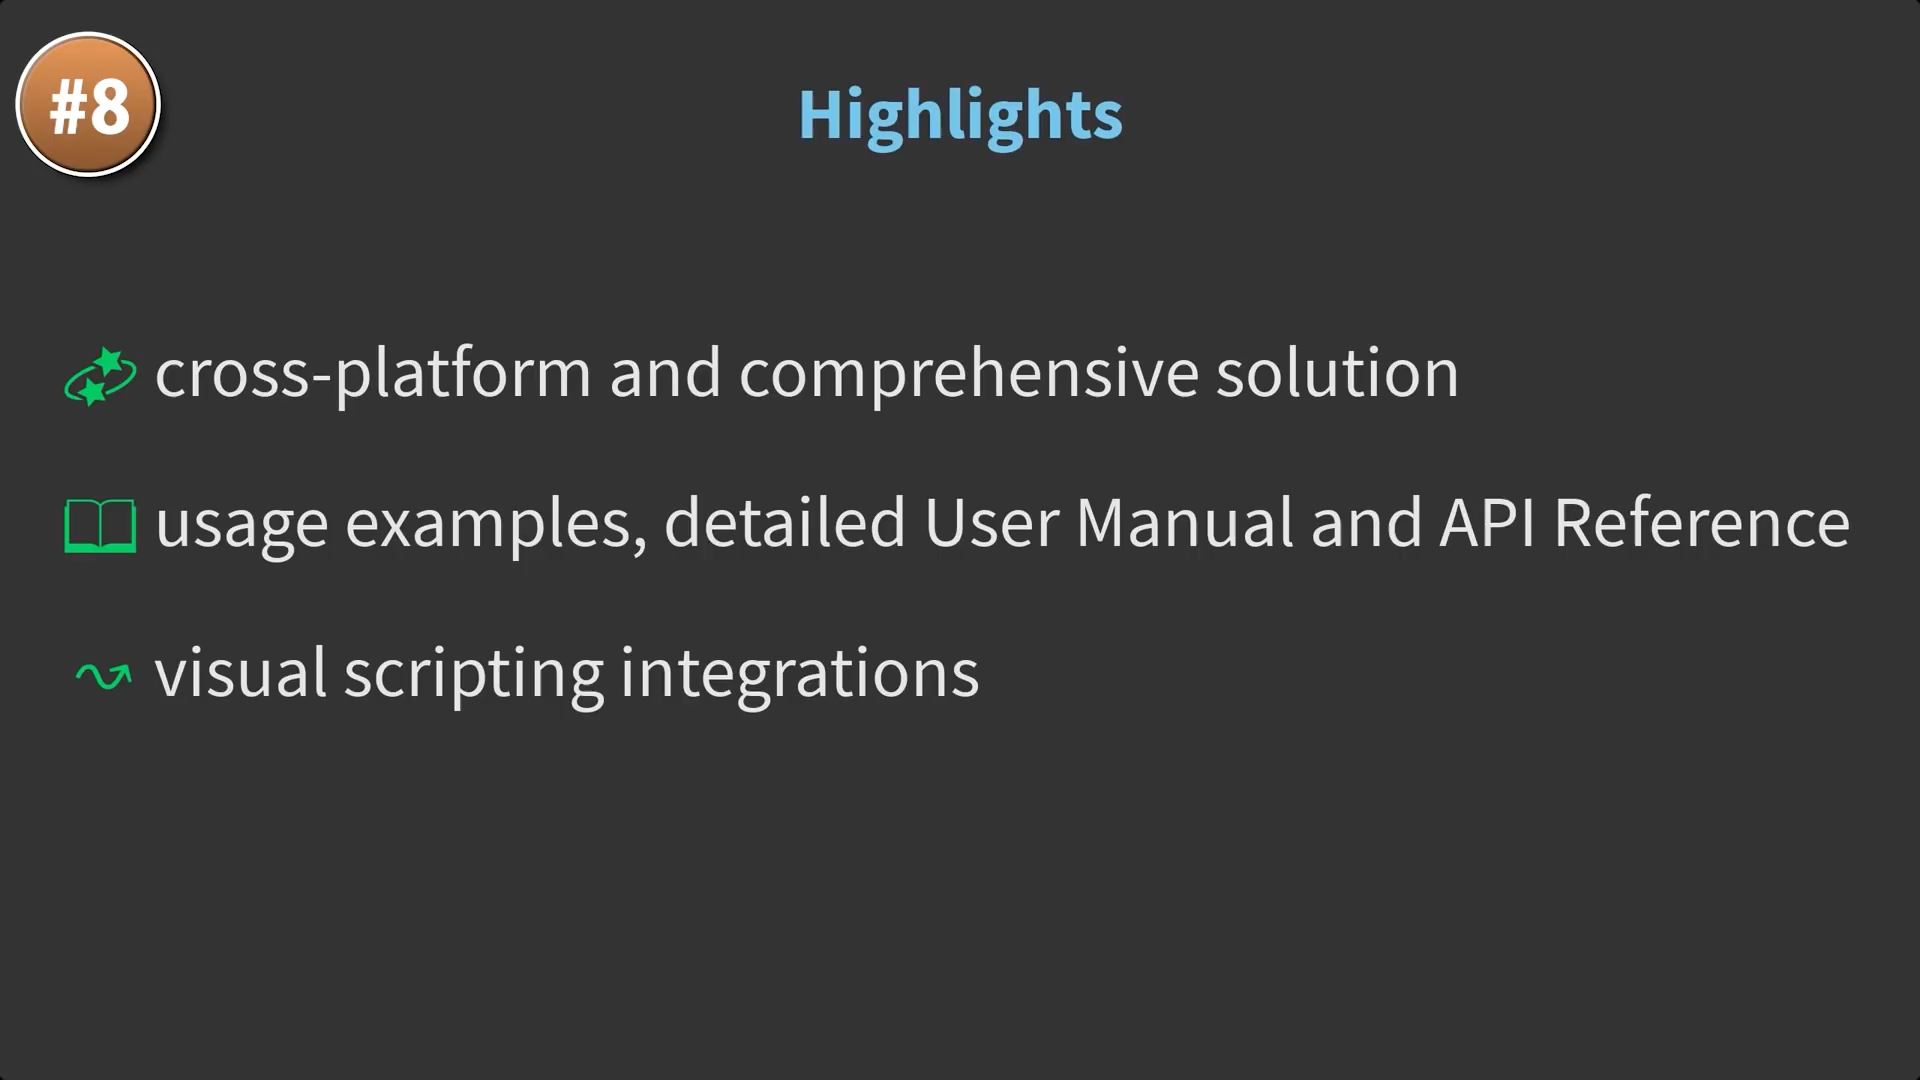 #8
Highlights
cross-platform and comprehensive solution
usage examples, detailed User Manual and API Reference
visual scripting integrations